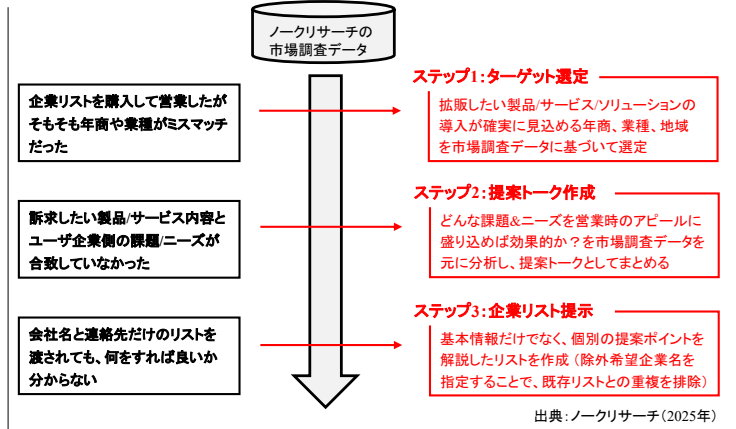 ノークリサーチの
市場調査データ
企業リストを購入して営業したが
そもそも年商や業種がミスマッチ
だった
ステップ1：ターゲット選定
拡販したい製品/サービス/ソリューションの
導入が確実に見込める年商、業種、地域
を市場調査データに基づいて選定
訴求したい製品/サービス内容と
ユーザ企業側の課題/ニーズが
合致していなかった
ステップ2：提案トーク作成
どんな課題&ニーズを営業時のアピールに
盛り込めば効果的か？を市場調査データを
元に分析し、提案トークとしてまとめる
会社名と連絡先だけのリストを
渡されても、何をすれば良いか
分からない
ステップ3：企業リスト提示
基本情報だけでなく、個別の提案ポイントを
解説したリストを作成（除外希望企業名を
指定することで、既存リストとの重複を排除）
出典：ノークリサーチ（2025年）